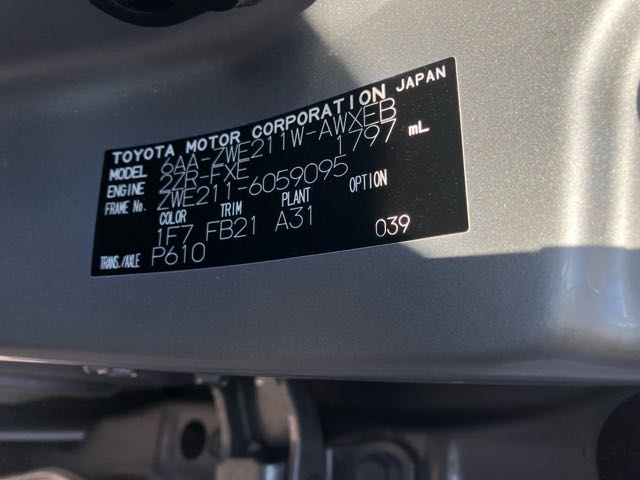 TOYOTA MOTOR CORPORATION JAPAN
MODEL 6AA-ZWE211W-AWXEB
ENGINE 2ZR-FXE 1797 mL
FRAME No. ZWE211-6059095
COLOR TRIM PLANT OPTION
1F7 FB21 A31
TRANS./AXLE P610 039